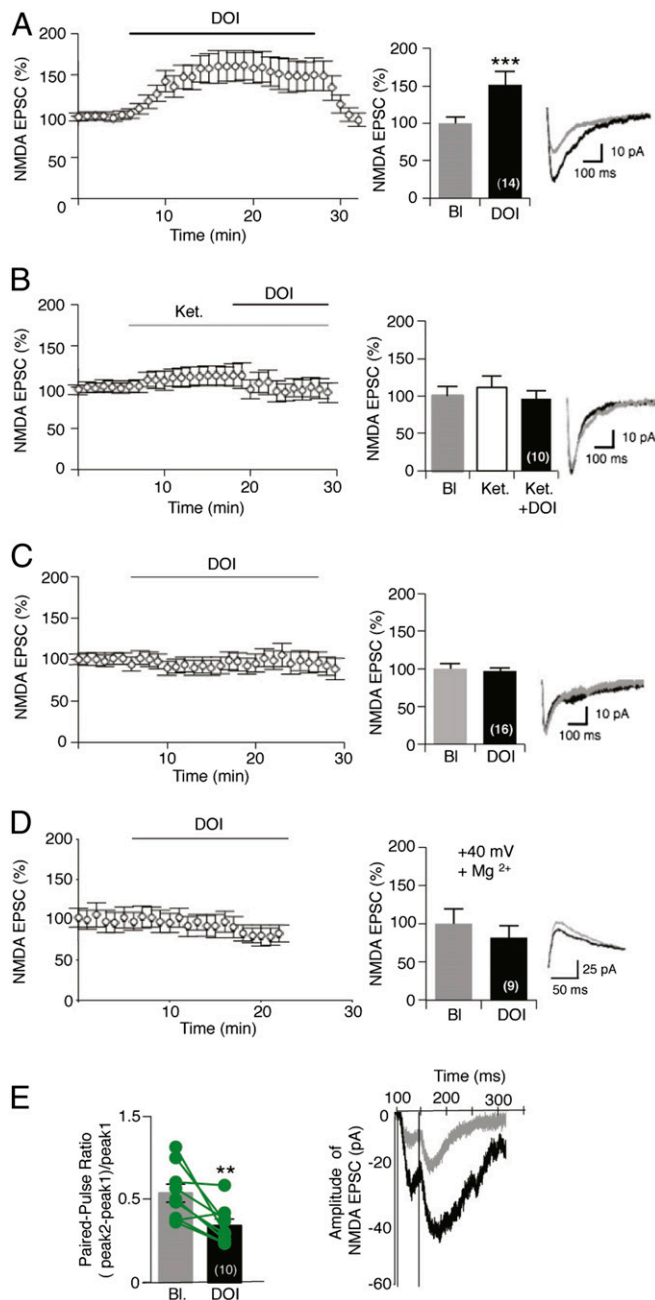 A
DOI
NMDA EPSC (%)
200
150
100
50
0
10
20
30
Time (min)
NMDA EPSC (%)
200
150
100
50
0
***
(14)
Bl
DOI
10 pA
100 ms
B
DOI
Ket.
NMDA EPSC (%)
200
150
100
50
0
10
20
30
Time (min)
NMDA EPSC (%)
200
150
100
50
0
(10)
Bl
Ket.
Ket.
+DOI
10 pA
100 ms
C
DOI
NMDA EPSC (%)
200
150
100
50
0
10
20
30
Time (min)
NMDA EPSC (%)
200
150
100
50
0
(16)
Bl
DOI
10 pA
100 ms
D
DOI
NMDA EPSC (%)
200
150
100
50
0
10
20
30
Time (min)
NMDA EPSC (%)
200
150
100
50
0
+40 mV
+ Mg 2+
(9)
Bl
DOI
25 pA
50 ms
E
Paired-Pulse Ratio
( peak2-peak1)/peak1
1.5
0.5
0
**
(10)
Bl.
DOI
Time (ms)
100
200
300
Amplitude of
NMDA EPSC (pA)
0
-20
-40
-60